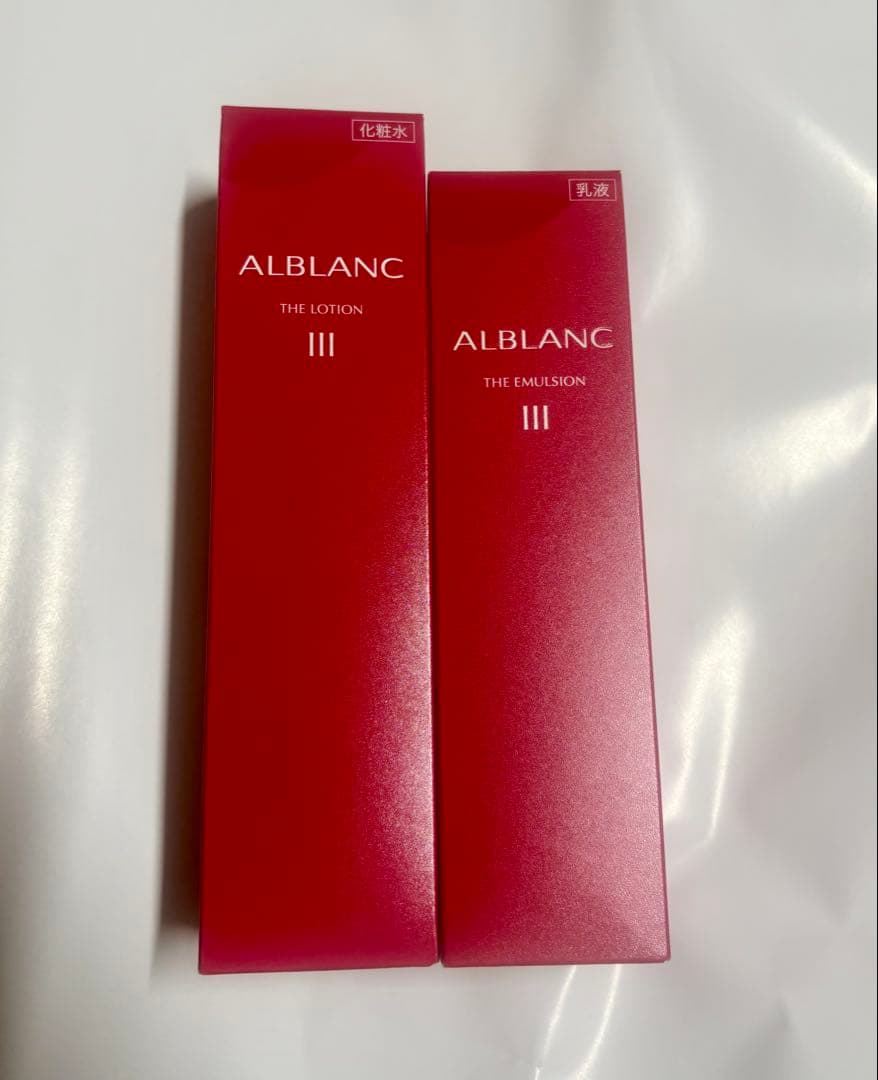 化粧水
ALBLANC
THE LOTION
III
乳液
ALBLANC
THE EMULSION
III